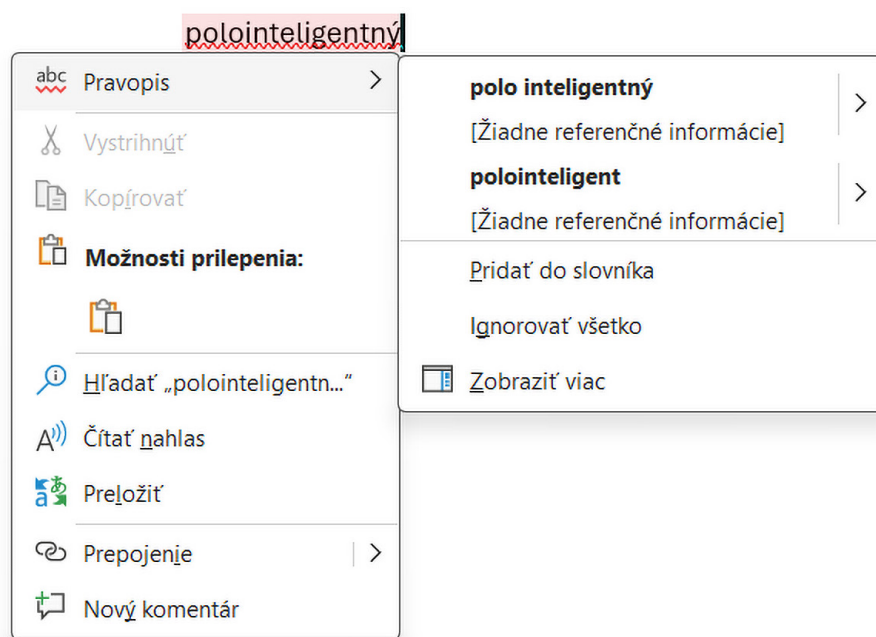 polointeligentný
abc
Pravopis
Vystrihnúť
Kopírovať
Možnosti prilepenia:
Hľadať „polointeligentn...“
Čítať nahlas
Preložiť
Prepojenie
Nový komentár
polo inteligentný
[Žiadne referenčné informácie]
polointeligent
[Žiadne referenčné informácie]
Pridať do slovníka
Ignorovať všetko
Zobraziť viac